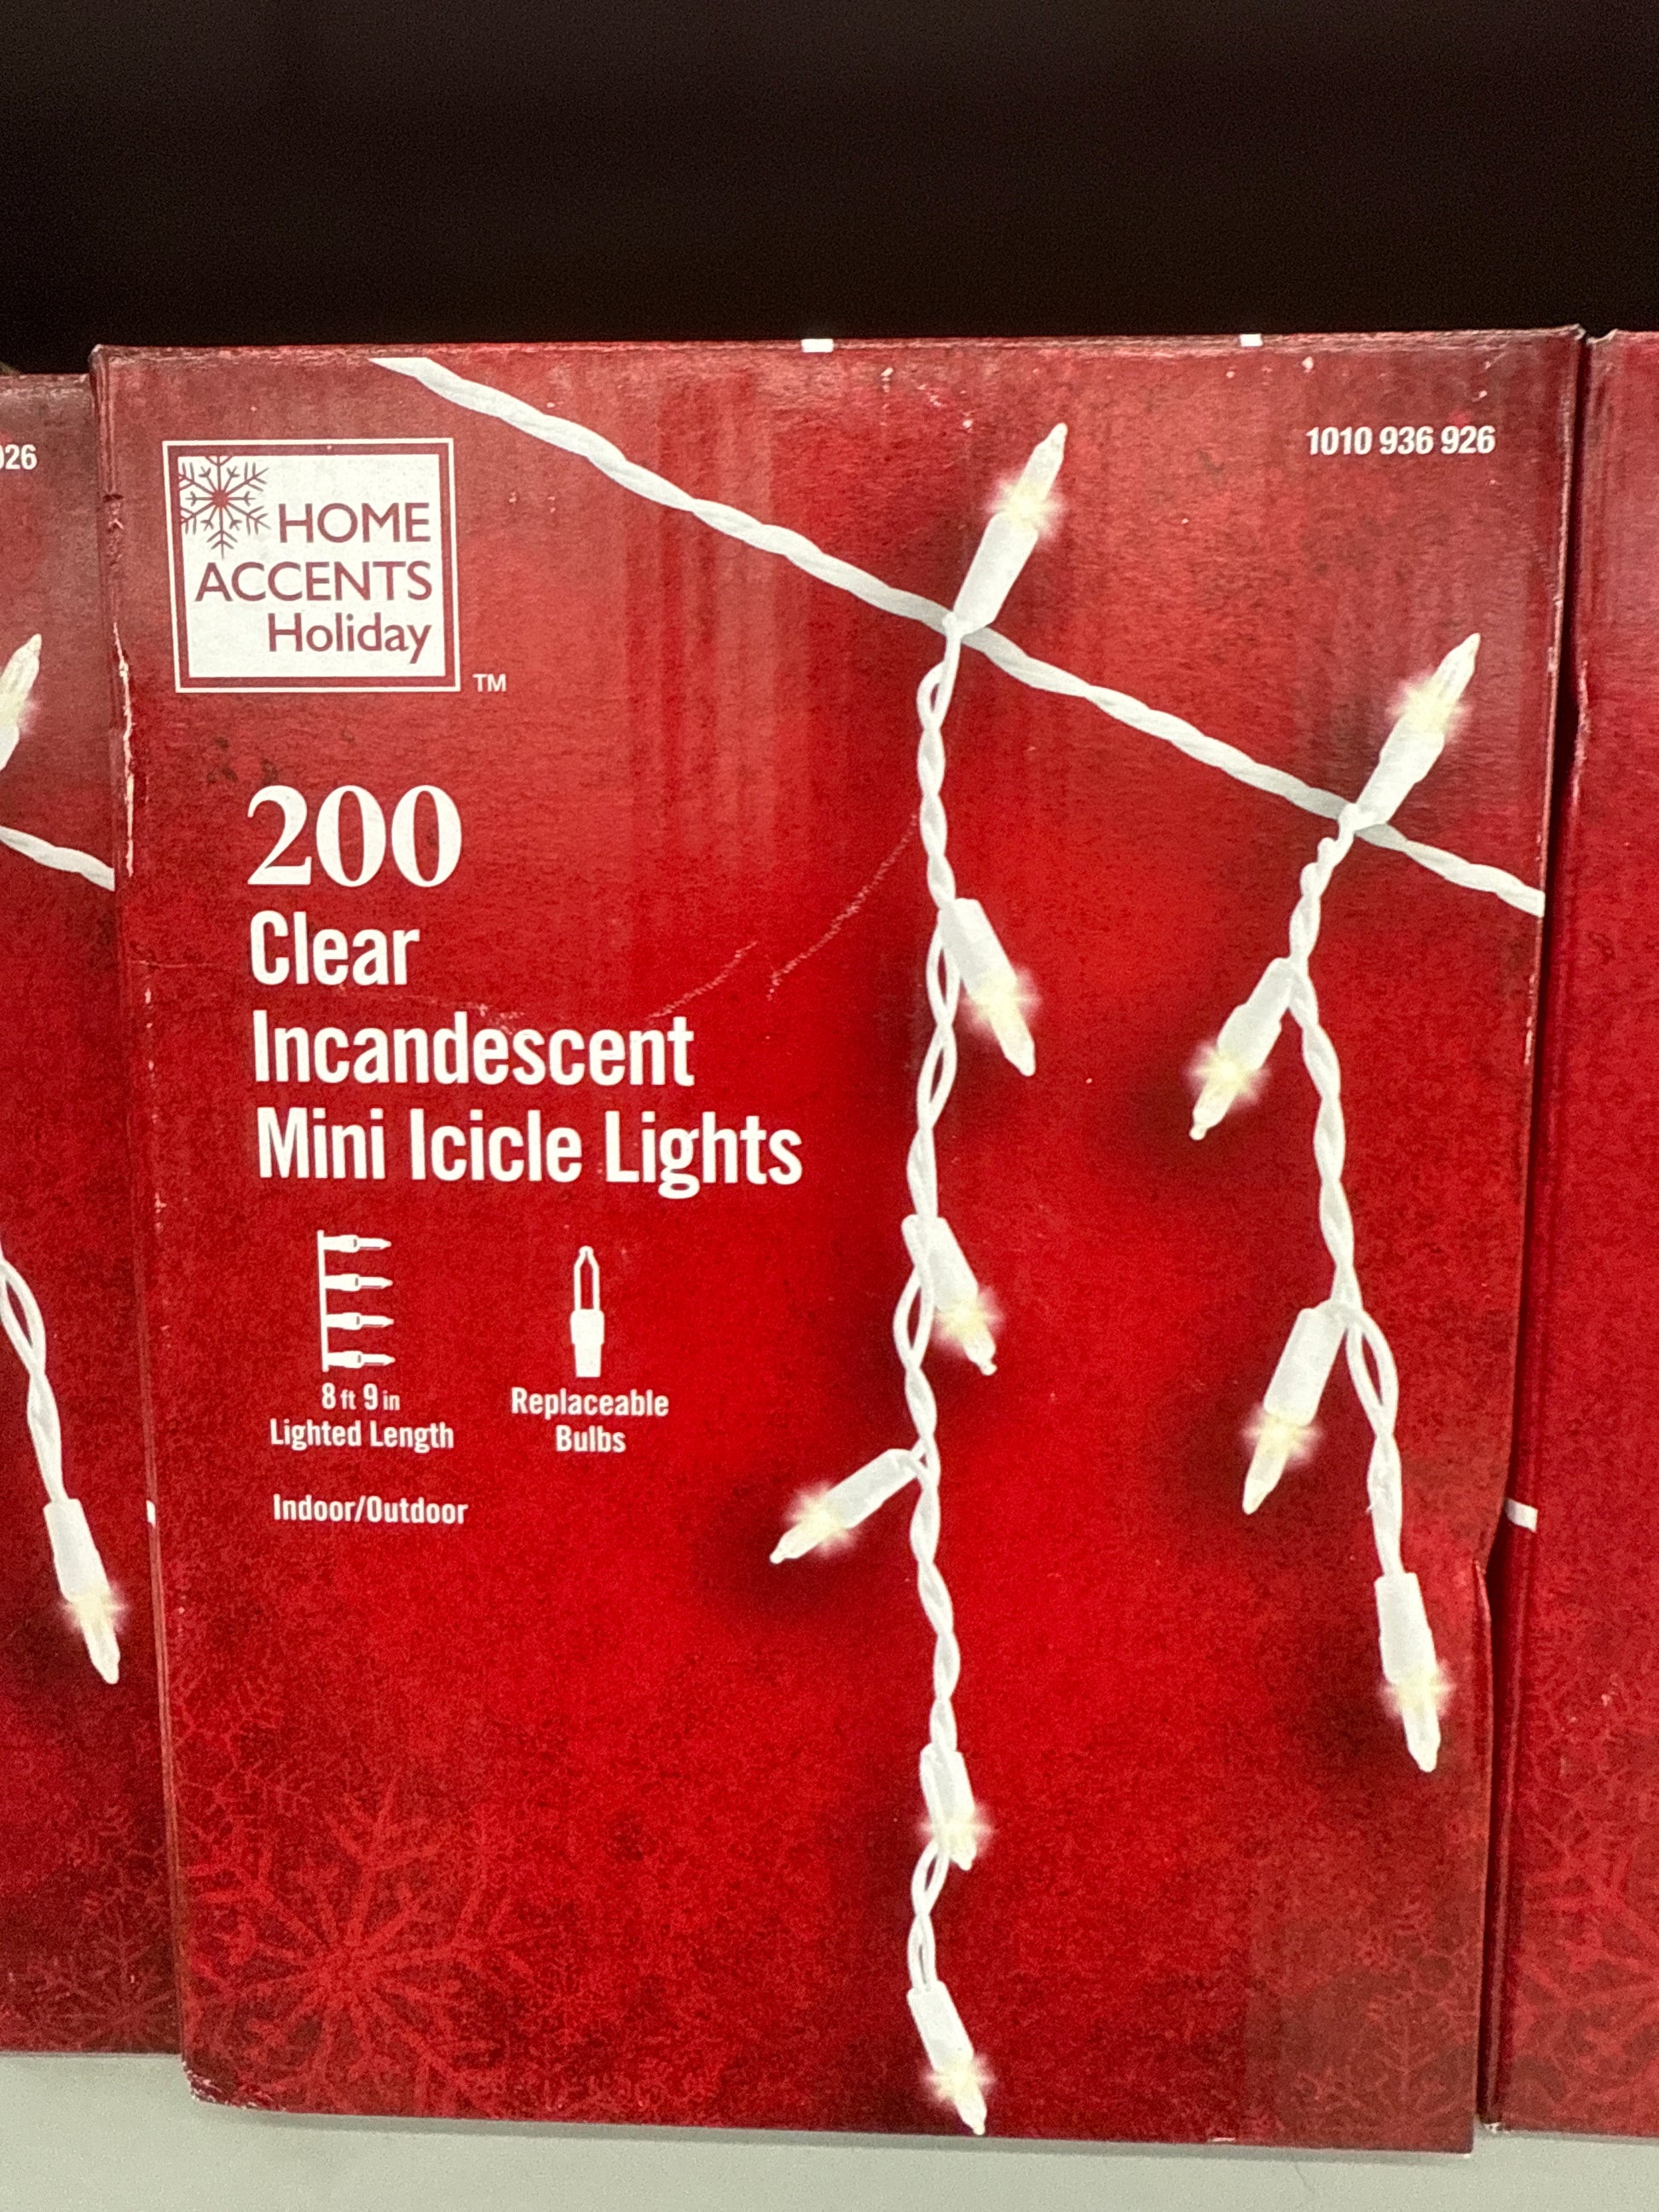 026
1010 936 926
HOME
ACCENTS
Holiday
TM
200
Clear
Incandescent
Mini Icicle Lights
8 ft 9 in
Lighted Length
Replaceable
Bulbs
Indoor/Outdoor